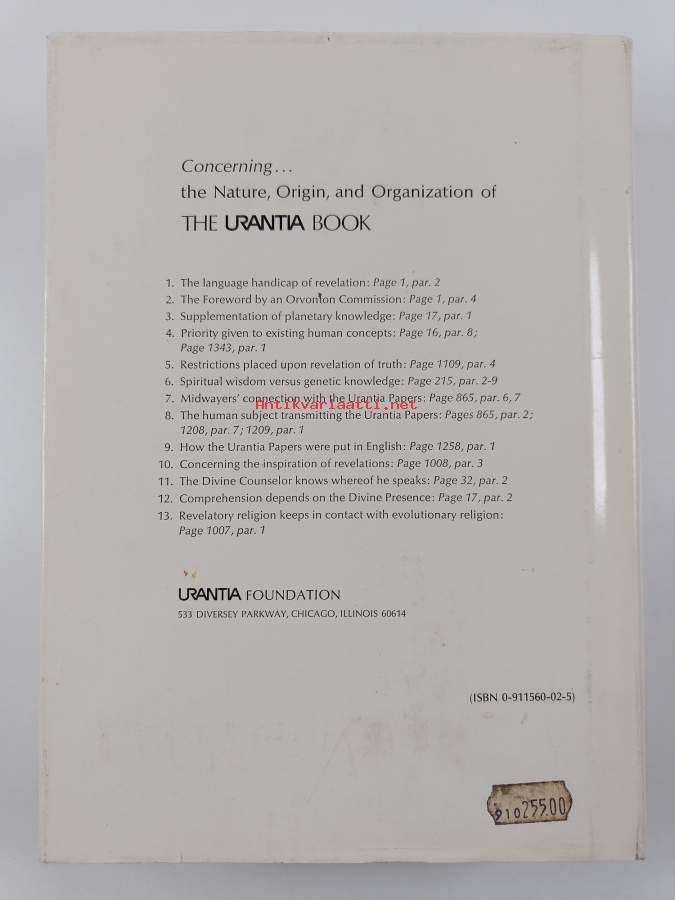 Concerning...
the Nature, Origin, and Organization of
THE URANTIA BOOK
1. The language handicap of revelation: Page 1, par. 2
2. The Foreword by an Orvonton Commission: Page 1, par. 4
3. Supplementation of planetary knowledge: Page 17, par. 1
4. Priority given to existing human concepts: Page 16, par. 8;
Page 1343, par. 1
5. Restrictions placed upon revelation of truth: Page 1109, par. 4
6. Spiritual wisdom versus genetic knowledge: Page 215, par. 2-9
7. Midwayers' connection with the Urantia Papers: Page 865, par. 6, 7
Antikvariaatti.net
8. The human subject transmitting the Urantia Papers: Pages 865, par. 2;
1208, par. 7; 1209, par. 1
9. How the Urantia Papers were put in English: Page 1258, par. 1
10. Concerning the inspiration of revelations: Page 1008, par. 3
11. The Divine Counselor knows whereof he speaks: Page 32, par. 2
12. Comprehension depends on the Divine Presence: Page 17, par. 2
13. Revelatory religion keeps in contact with evolutionary religion:
Page 1007, par. 1
URANTIA FOUNDATION
533 DIVERSEY PARKWAY, CHICAGO, ILLINOIS 60614
(ISBN 0-911560-02-5)
910255.00